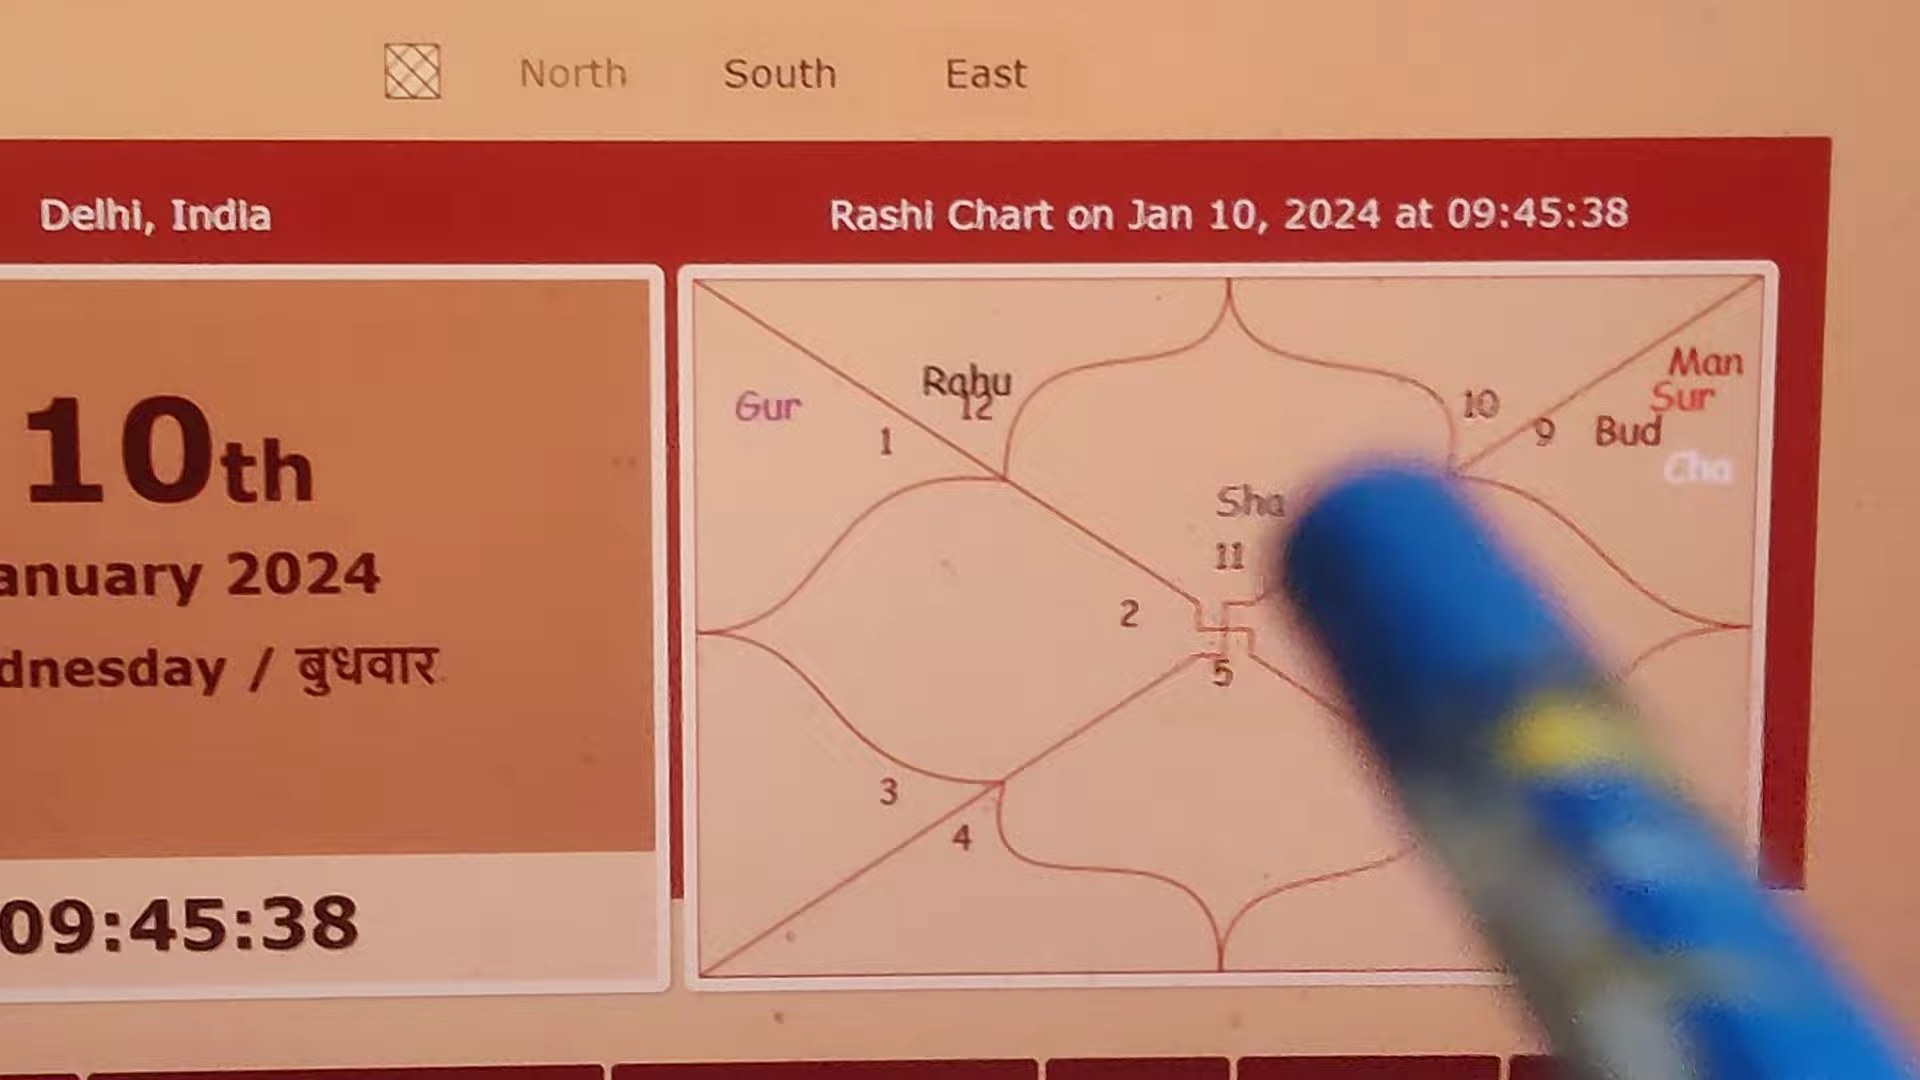 North South East
Delhi, India
Rashi Chart on Jan 10, 2024 at 09:45:38
10th
anuary 2024
dnesday / बुधवार
09:45:38
Gur
1
Rahu
12
10
9
Man
Sur
Bud
Cha
Sha
11
2
5
3
4